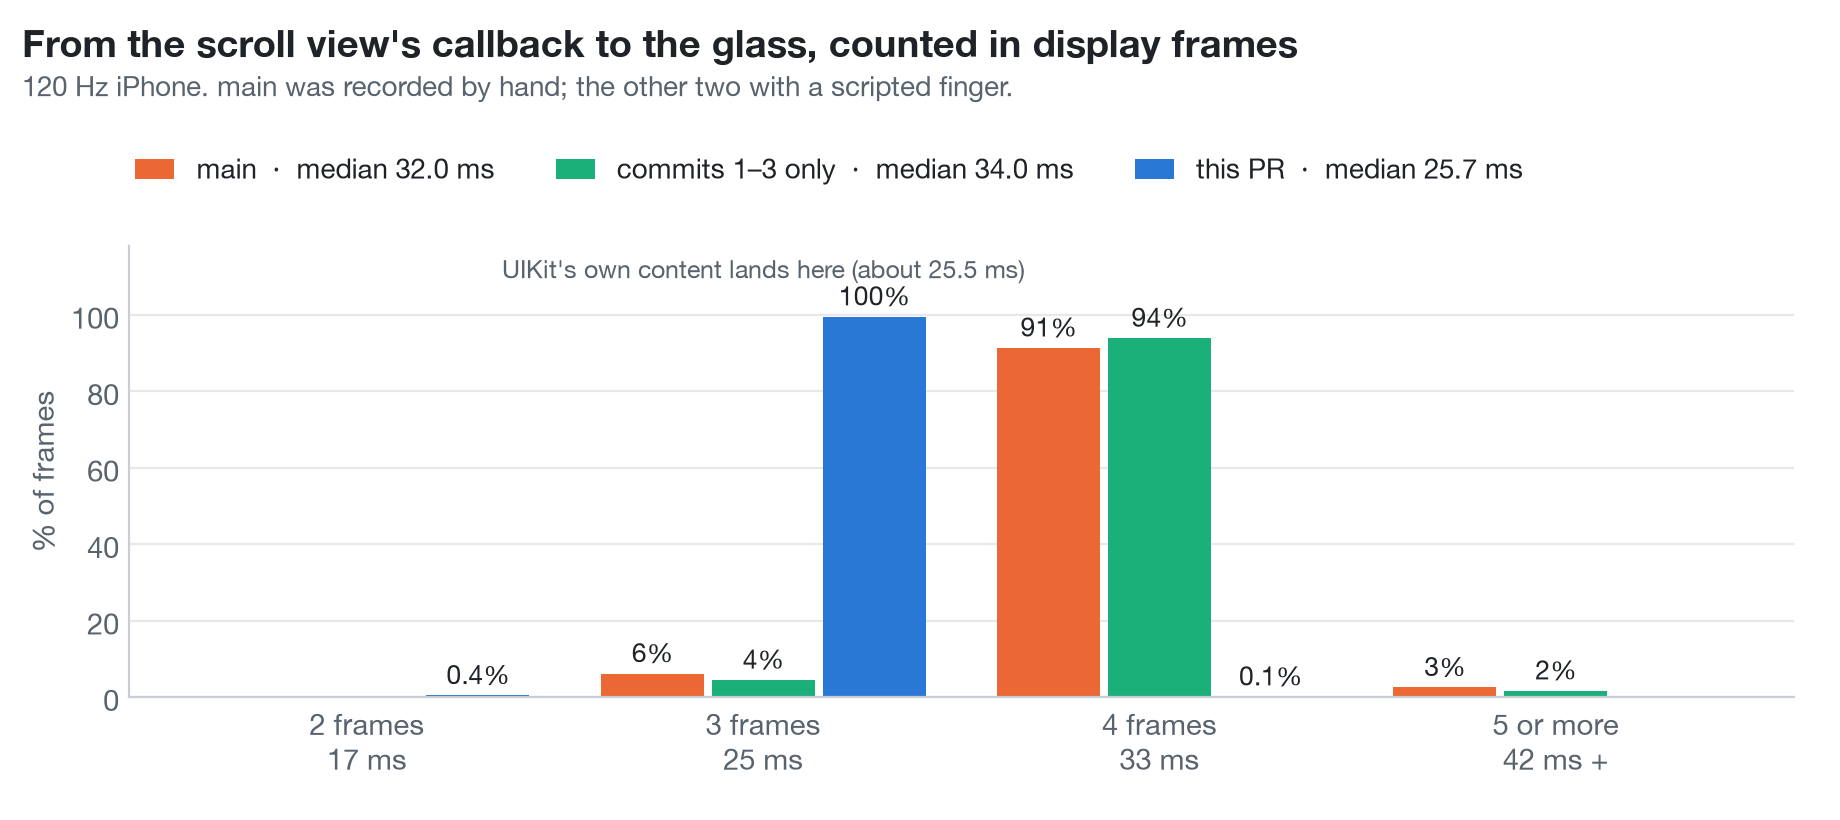 From the scroll view's callback to the glass, counted in display frames
120 Hz iPhone. main was recorded by hand; the other two with a scripted finger.
main · median 32.0 ms
commits 1–3 only · median 34.0 ms
this PR · median 25.7 ms
UIKit's own content lands here (about 25.5 ms)
% of frames
100
80
60
40
20
0
0.4%
6%
4%
100%
91%
94%
0.1%
3%
2%
2 frames
17 ms
3 frames
25 ms
4 frames
33 ms
5 or more
42 ms +